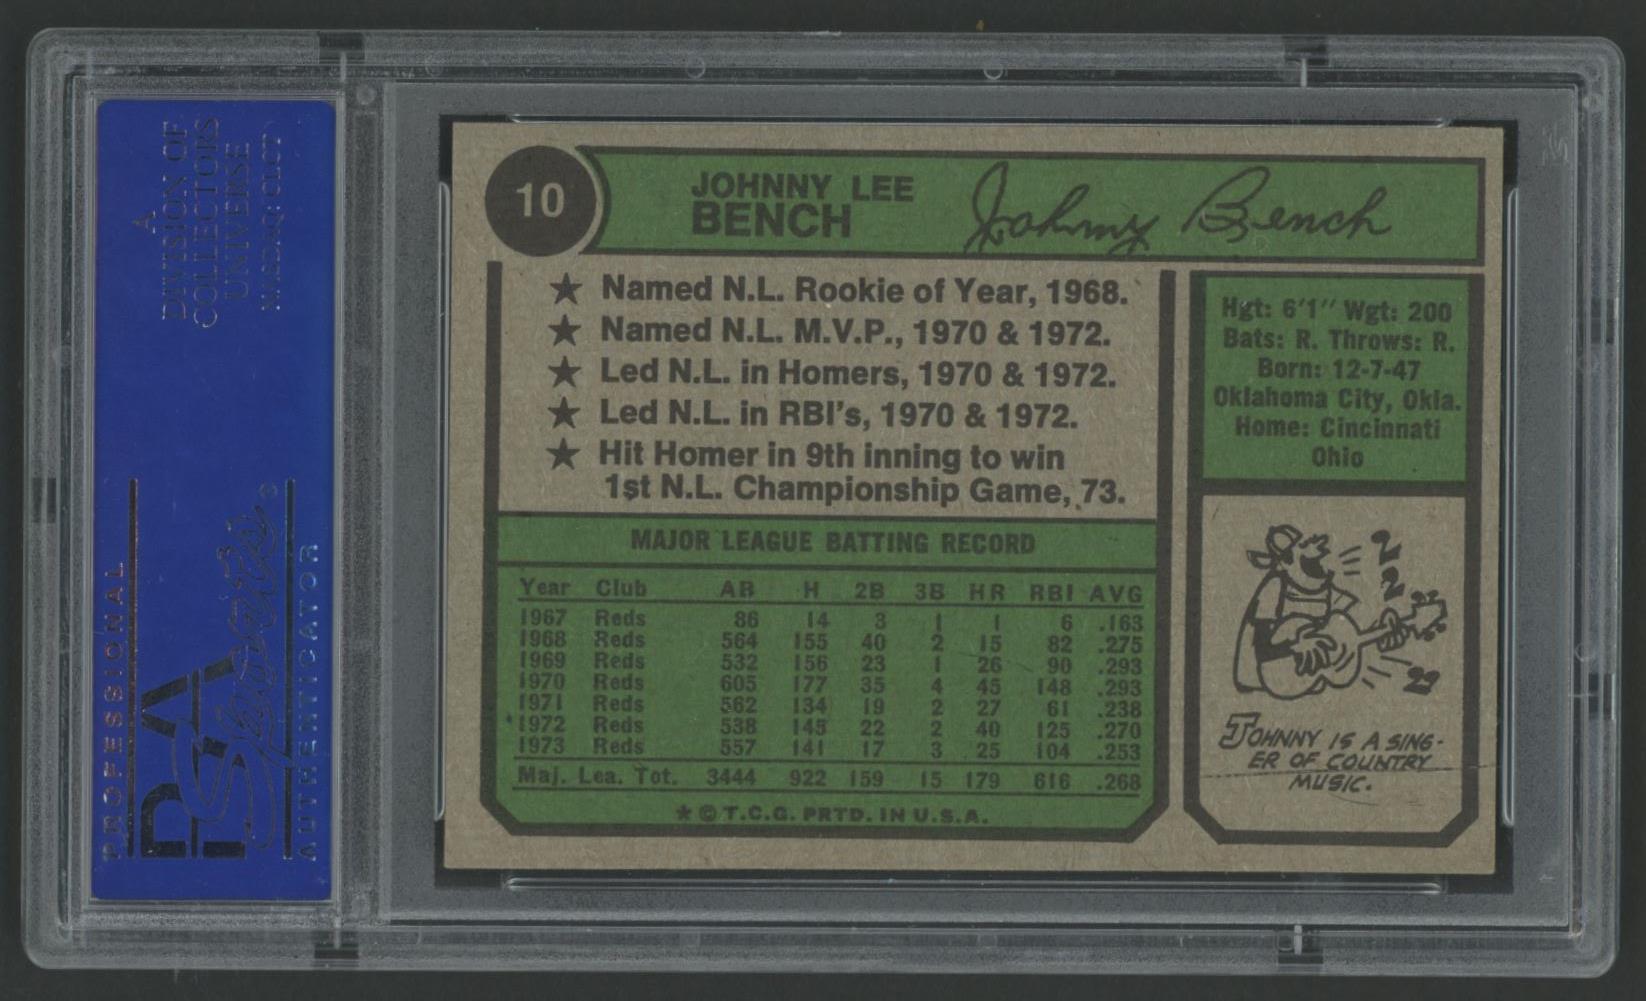 A
DIVISION OF
COLLECTORS
UNIVERSE
NASDAQ: CLCT
PROFESSIONAL
PSA
Sports
AUTHENTICATOR
10
JOHNNY LEE
BENCH
Johnny Bench
★ Named N.L. Rookie of Year, 1968.
★ Named N.L. M.V.P., 1970 & 1972.
★ Led N.L. in Homers, 1970 & 1972.
★ Led N.L. in RBI's, 1970 & 1972.
★ Hit Homer in 9th inning to win
1st N.L. Championship Game, 73.
Hgt: 6'1" Wgt: 200
Bats: R. Throws: R.
Born: 12-7-47
Oklahoma City, Okla.
Home: Cincinnati
Ohio
MAJOR LEAGUE BATTING RECORD
Year Club AB H 2B 3B HR RBI AVG
1967 Reds 86 14 3 1 1 6 .163
1968 Reds 564 155 40 2 15 82 .275
1969 Reds 532 156 23 1 26 90 .293
1970 Reds 605 177 35 4 45 148 .293
1971 Reds 562 134 19 2 27 61 .238
1972 Reds 538 145 22 2 40 125 .270
1973 Reds 557 141 17 3 25 104 .253
Maj. Lea. Tot. 3444 922 159 15 179 616 .268
★ © T.C.G. PRTD. IN U.S.A.
JOHNNY IS A SING-
ER OF COUNTRY
MUSIC.